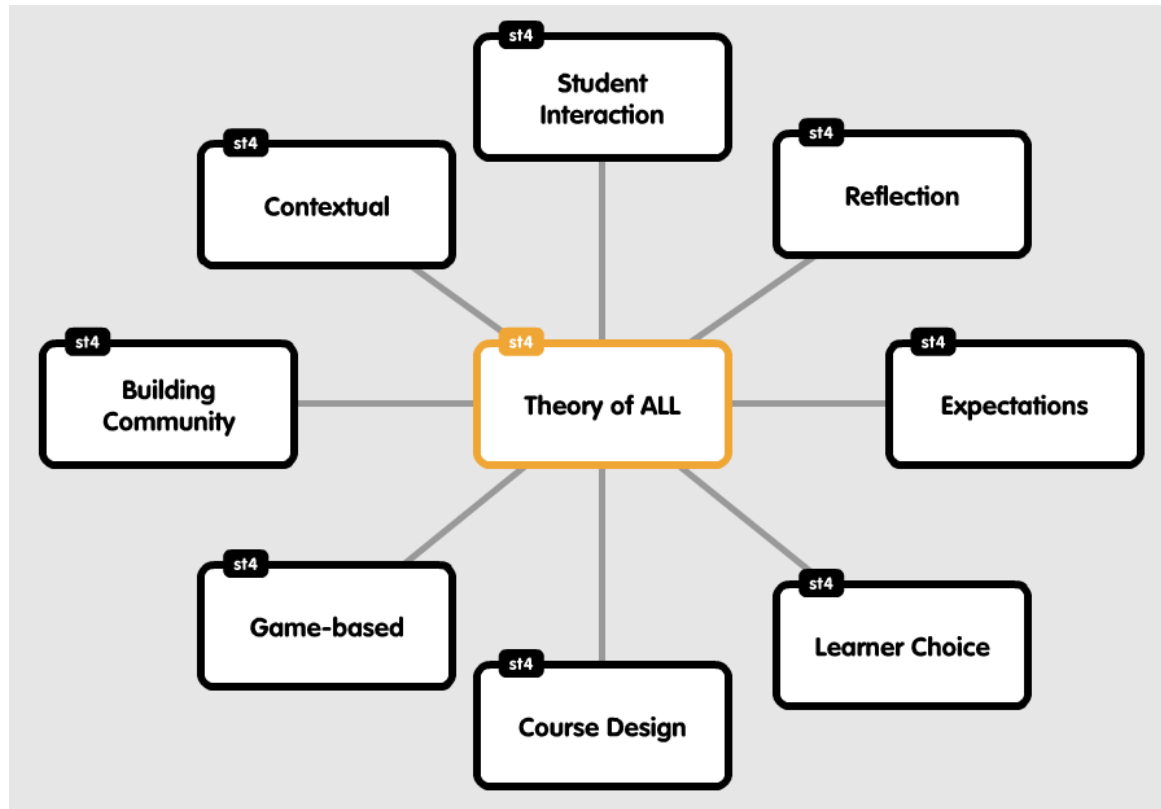 st4
Student
Interaction
st4
Reflection
st4
Contextual
st4
Building
Community
st4
Theory of ALL
st4
Expectations
st4
Game-based
st4
Learner Choice
st4
Course Design